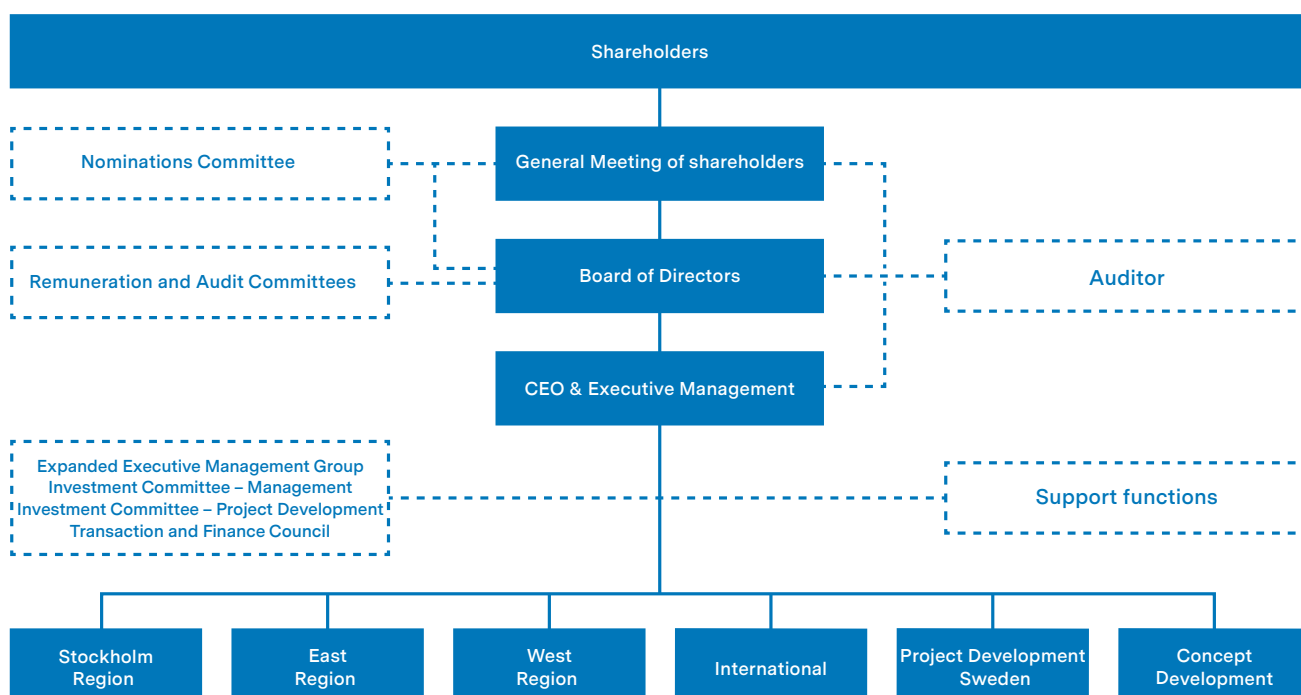 Shareholders
Nominations Committee
General Meeting of shareholders
Remuneration and Audit Committees
Board of Directors
Auditor
CEO & Executive Management
Expanded Executive Management Group
Investment Committee – Management
Investment Committee – Project Development
Transaction and Finance Council
Support functions
Stockholm
Region
East
Region
West
Region
International
Project Development
Sweden
Concept
Development